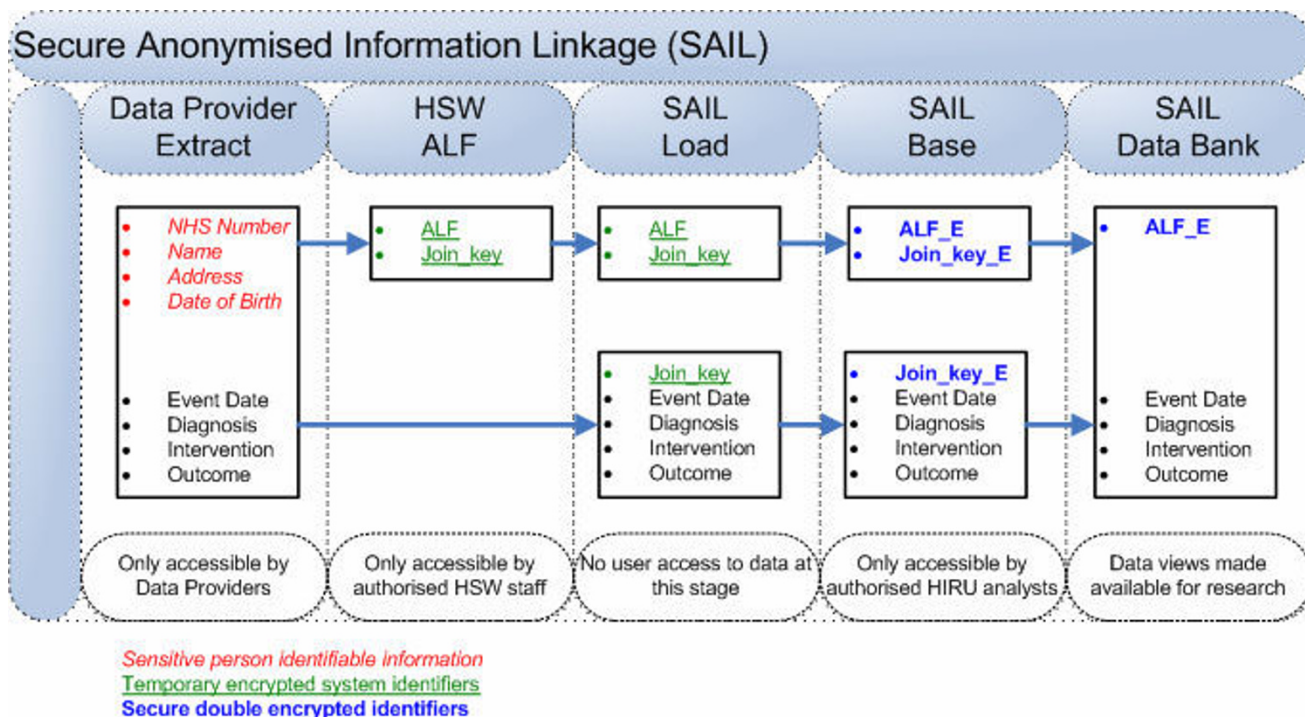 Secure Anonymised Information Linkage (SAIL)
Data Provider
Extract
HSW
ALF
SAIL
Load
SAIL
Base
SAIL
Data Bank
NHS Number
Name
Address
Date of Birth
Event Date
Diagnosis
Intervention
Outcome
ALF
Join_key
ALF
Join_key
Join_key
Event Date
Diagnosis
Intervention
Outcome
ALF_E
Join_key_E
Join_key_E
Event Date
Diagnosis
Intervention
Outcome
ALF_E
Event Date
Diagnosis
Intervention
Outcome
Only accessible by
Data Providers
Only accessible by
authorised HSW staff
No user access to data at
this stage
Only accessible by
authorised HIRU analysts
Data views made
available for research
Sensitive person identifiable information
Temporary encrypted system identifiers
Secure double encrypted identifiers